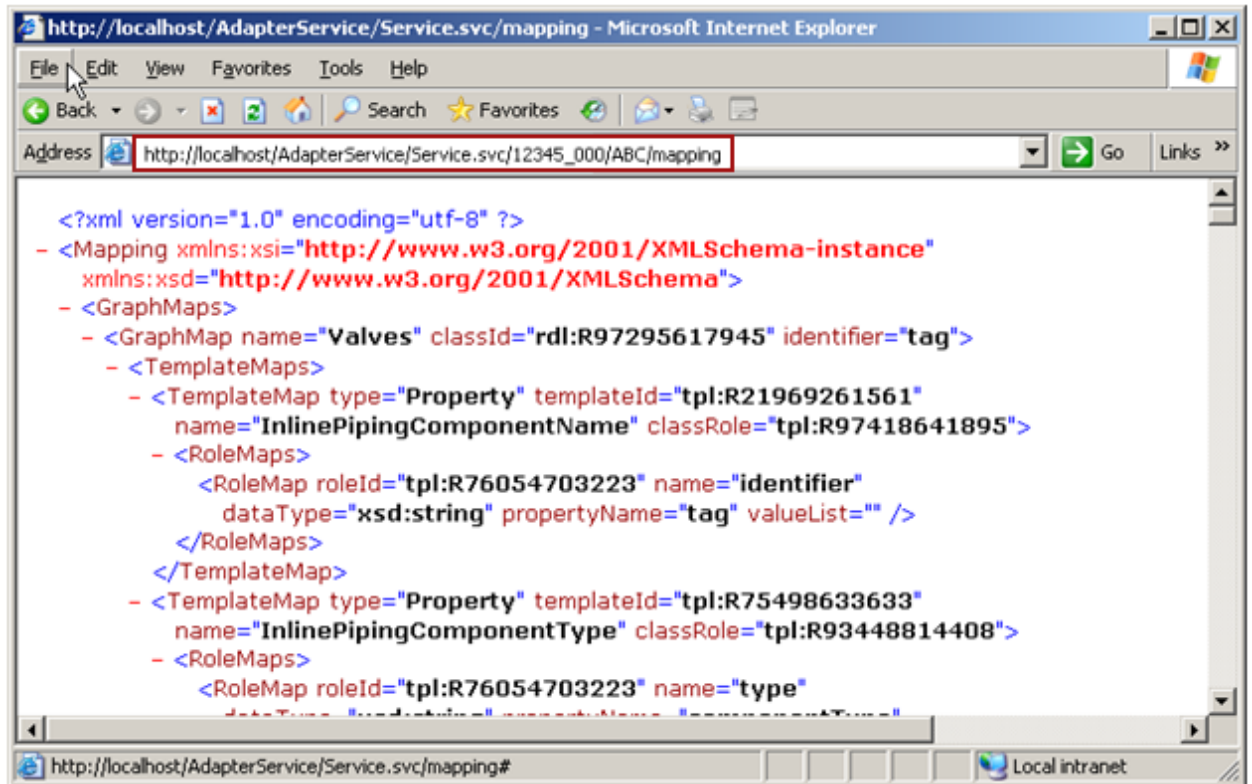 http://localhost/AdapterService/Service.svc/mapping - Microsoft Internet Explorer
File Edit View Favorites Tools Help
Back Search Favorites
Address http://localhost/AdapterService/Service.svc/12345_000/ABC/mapping Go Links »
<?xml version="1.0" encoding="utf-8" ?>
- <Mapping xmlns:xsi="http://www.w3.org/2001/XMLSchema-instance"
xmlns:xsd="http://www.w3.org/2001/XMLSchema">
- <GraphMaps>
- <GraphMap name="Valves" classId="rdl:R97295617945" identifier="tag">
- <TemplateMaps>
- <TemplateMap type="Property" templateId="tpl:R21969261561"
name="InlinePipingComponentName" classRole="tpl:R97418641895">
- <RoleMaps>
<RoleMap roleId="tpl:R76054703223" name="identifier"
dataType="xsd:string" propertyName="tag" valueList="" />
</RoleMaps>
</TemplateMap>
- <TemplateMap type="Property" templateId="tpl:R75498633633"
name="InlinePipingComponentType" classRole="tpl:R93448814408">
- <RoleMaps>
<RoleMap roleId="tpl:R76054703223" name="type"
dataType="xsd:string" propertyName="componentType"
http://localhost/AdapterService/Service.svc/mapping# Local intranet